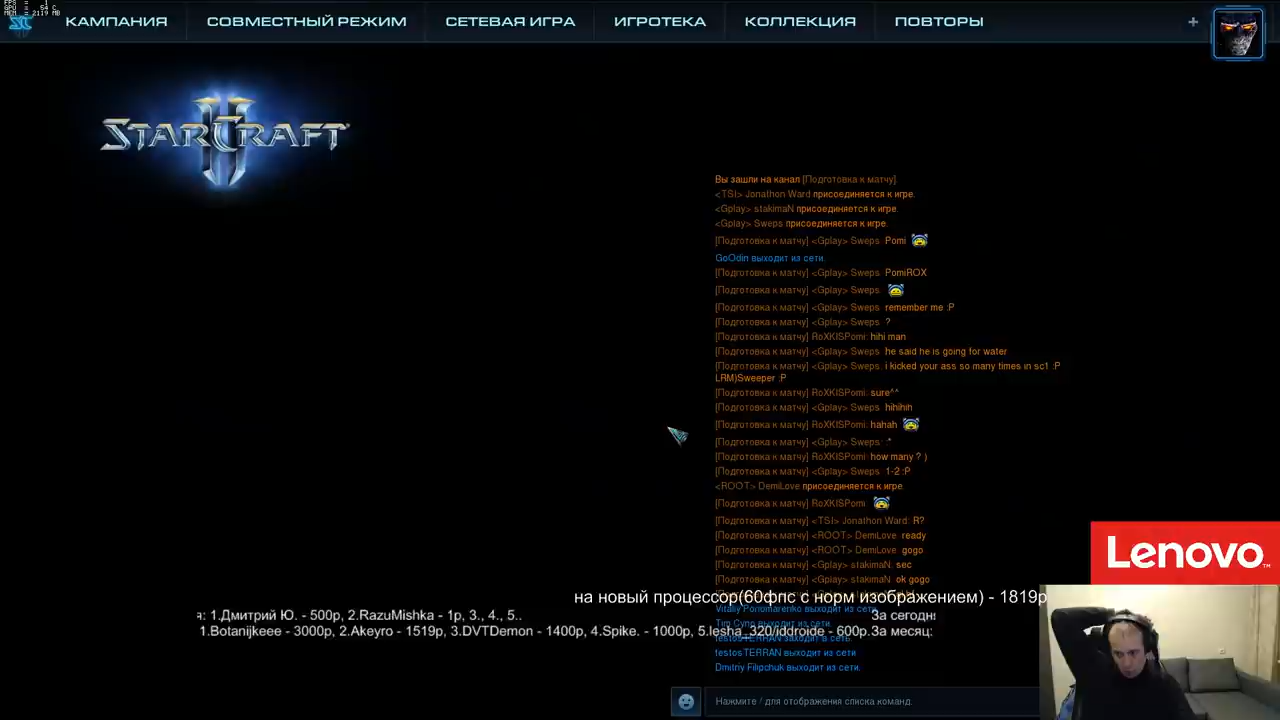 КАМПАНИЯ
СОВМЕСТНЫЙ РЕЖИМ
СЕТЕВАЯ ИГРА
ИГРОТЕКА
КОЛЛЕКЦИЯ
ПОВТОРЫ
STARCRAFT
II
Вы зашли на канал [Подготовка к матчу].
<TSI> Jonathon Ward присоединяется к игре.
<Gplay> stakimaN присоединяется к игре.
<Gplay> Sweps присоединяется к игре.
[Подготовка к матчу] <Gplay> Sweps: Pomi
GoOdin выходит из сети.
[Подготовка к матчу] <Gplay> Sweps: PomiROX
[Подготовка к матчу] <Gplay> Sweps:
[Подготовка к матчу] <Gplay> Sweps: remember me :P
[Подготовка к матчу] <Gplay> Sweps: ?
[Подготовка к матчу] RoXKISPomi: hihi man
[Подготовка к матчу] <Gplay> Sweps: he said he is going for water
[Подготовка к матчу] <Gplay> Sweps: i kicked your ass so many times in sc1 :P
LRM)Sweeper :P
[Подготовка к матчу] RoXKISPomi: sure^^
[Подготовка к матчу] <Gplay> Sweps: hihihih
[Подготовка к матчу] RoXKISPomi: hahah
[Подготовка к матчу] <Gplay> Sweps: :*
[Подготовка к матчу] RoXKISPomi: how many ? )
[Подготовка к матчу] <Gplay> Sweps: 1-2 :P
<ROOT> DemiLove присоединяется к игре.
[Подготовка к матчу] RoXKISPomi:
[Подготовка к матчу] <TSI> Jonathon Ward: R?
[Подготовка к матчу] <ROOT> DemiLove: ready
[Подготовка к матчу] <ROOT> DemiLove: gogo
[Подготовка к матчу] <Gplay> stakimaN: sec
[Подготовка к матчу] <Gplay> stakimaN: ok gogo
на новый процессор(60фпс с норм изображением) - 1819р
Vitaliy Ponomarenko выходит из сети.
а: 1.Дмитрий Ю. - 500р, 2.RazuMishka - 1р, 3., 4., 5..
За сегодня
1.Botanijkeee - 3000р, 2.Akeyro - 1519р, 3.DVTDemon - 1400р, 4.Spike. - 1000р, 5.lesha_320/iddroide - 600р.За месяц:
testosTERRAN заходит в сеть.
testosTERRAN выходит из сети.
Dmitriy Filipchuk выходит из сети.
Нажмите / для отображения списка команд.
Lenovo
TM